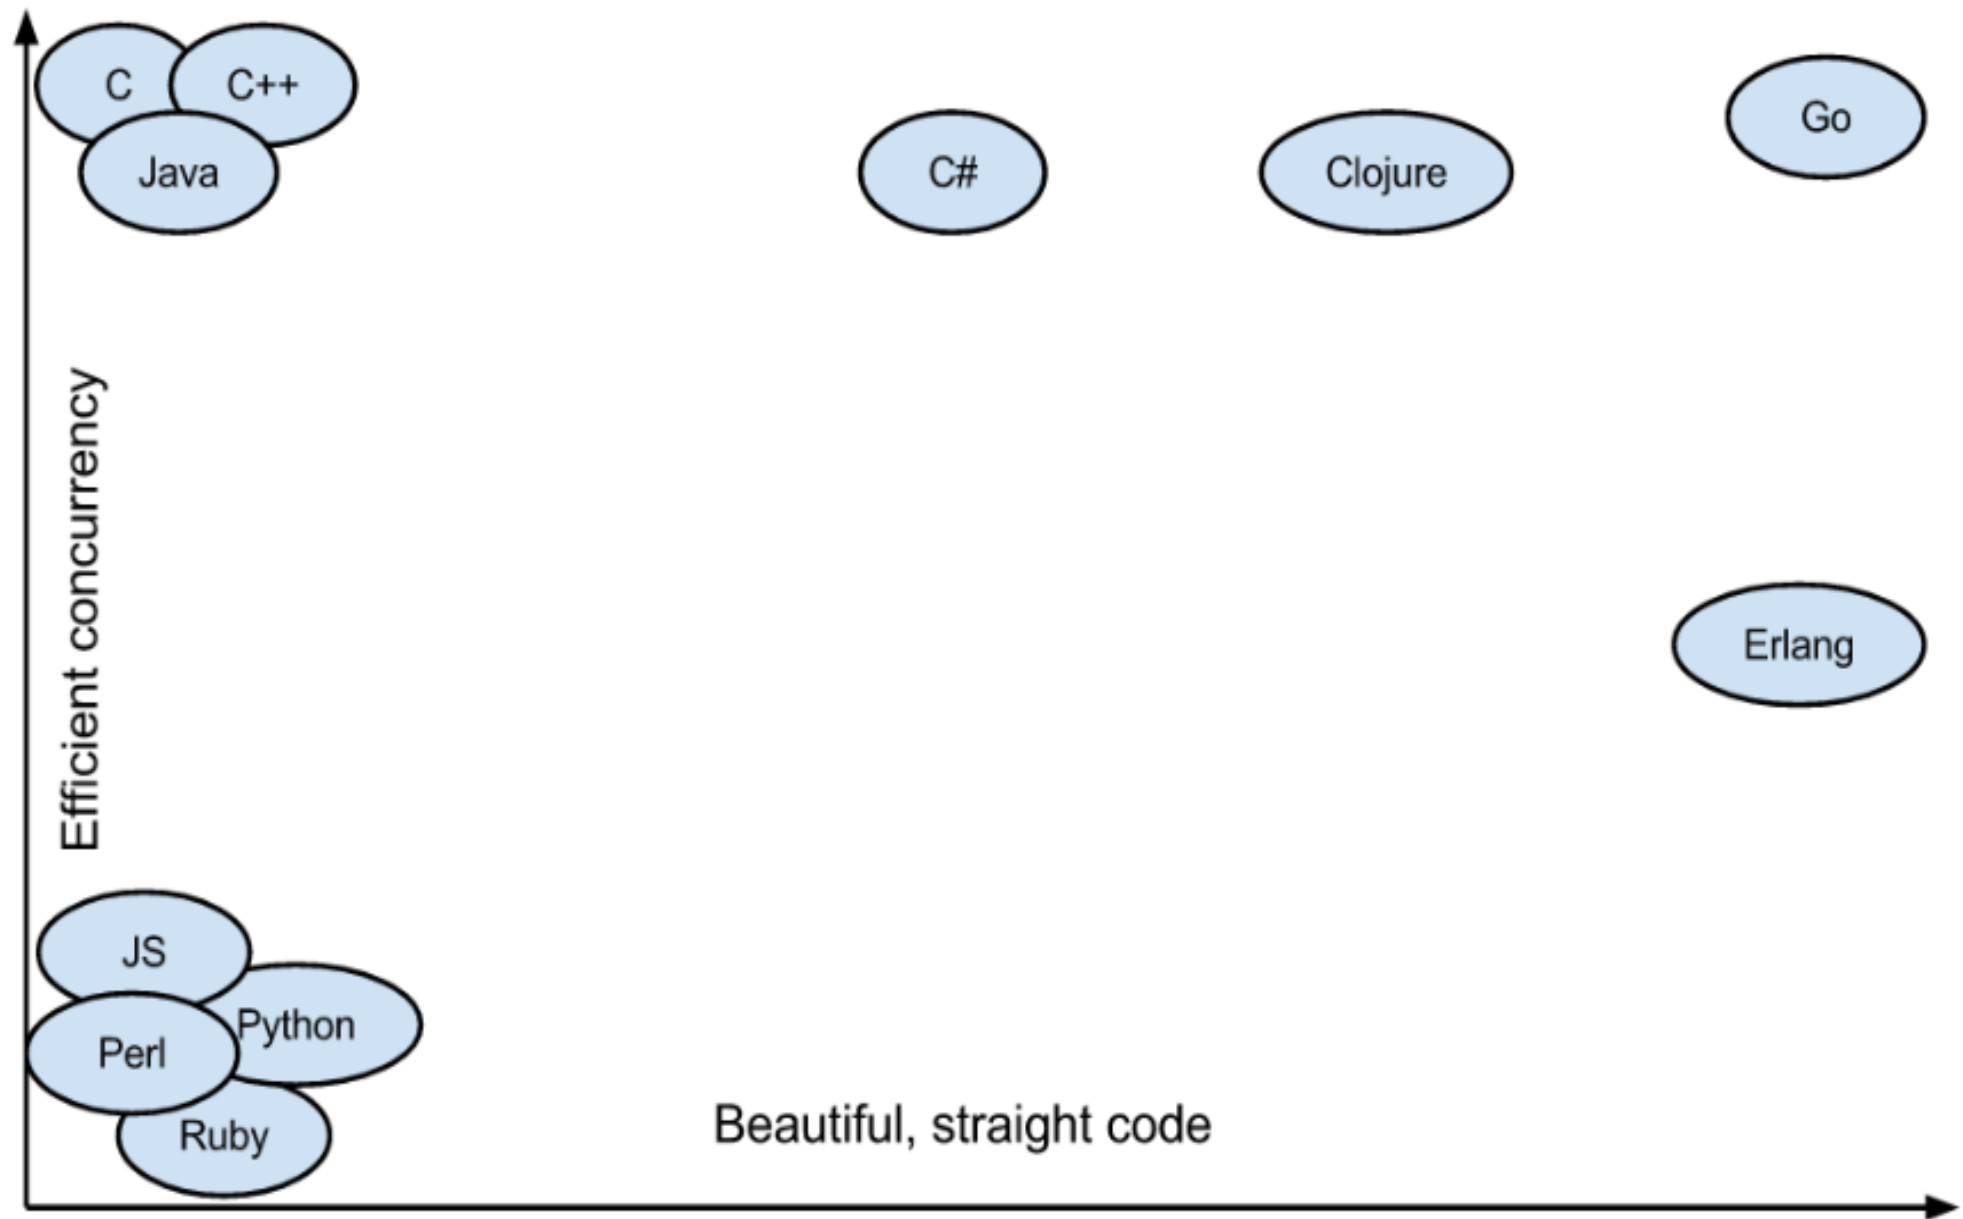 C
C++
Java
C#
Clojure
Go
Efficient concurrency
Erlang
JS
Python
Perl
Ruby
Beautiful, straight code